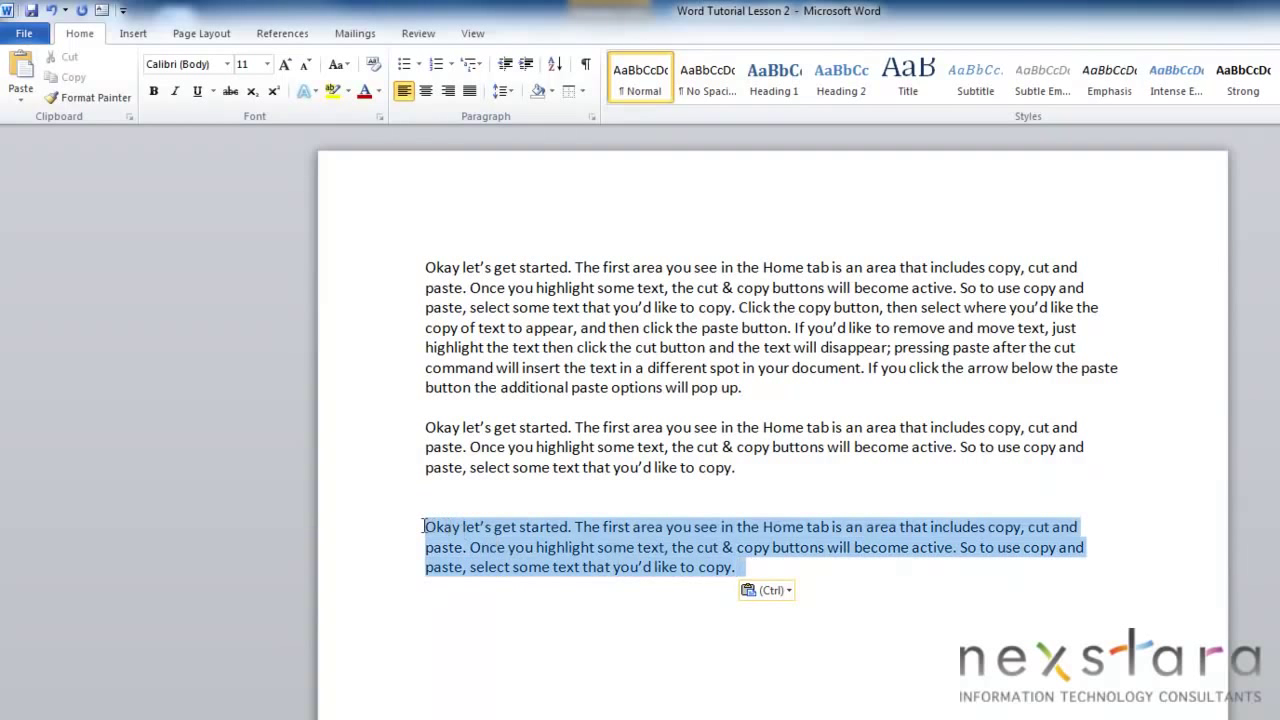 Word Tutorial Lesson 2 - Microsoft Word
File Home Insert Page Layout References Mailings Review View
Paste
Cut
Copy
Format Painter
Clipboard
Calibri (Body) 11
Font
Paragraph
AaBbCcDc AaBbCcDc AaBbCc AaBbCc AaB AaBbCc. AaBbCcDc AaBbCcDc AaBbCcDc AaBbCcDc
¶ Normal ¶ No Spaci... Heading 1 Heading 2 Title Subtitle Subtle Em... Emphasis Intense E... Strong
Styles
Okay let’s get started. The first area you see in the Home tab is an area that includes copy, cut and
paste. Once you highlight some text, the cut & copy buttons will become active. So to use copy and
paste, select some text that you’d like to copy. Click the copy button, then select where you’d like the
copy of text to appear, and then click the paste button. If you’d like to remove and move text, just
highlight the text then click the cut button and the text will disappear; pressing paste after the cut
command will insert the text in a different spot in your document. If you click the arrow below the paste
button the additional paste options will pop up.
Okay let’s get started. The first area you see in the Home tab is an area that includes copy, cut and
paste. Once you highlight some text, the cut & copy buttons will become active. So to use copy and
paste, select some text that you’d like to copy.
Okay let’s get started. The first area you see in the Home tab is an area that includes copy, cut and
paste. Once you highlight some text, the cut & copy buttons will become active. So to use copy and
paste, select some text that you’d like to copy.
(Ctrl)
nexstara
INFORMATION TECHNOLOGY CONSULTANTS